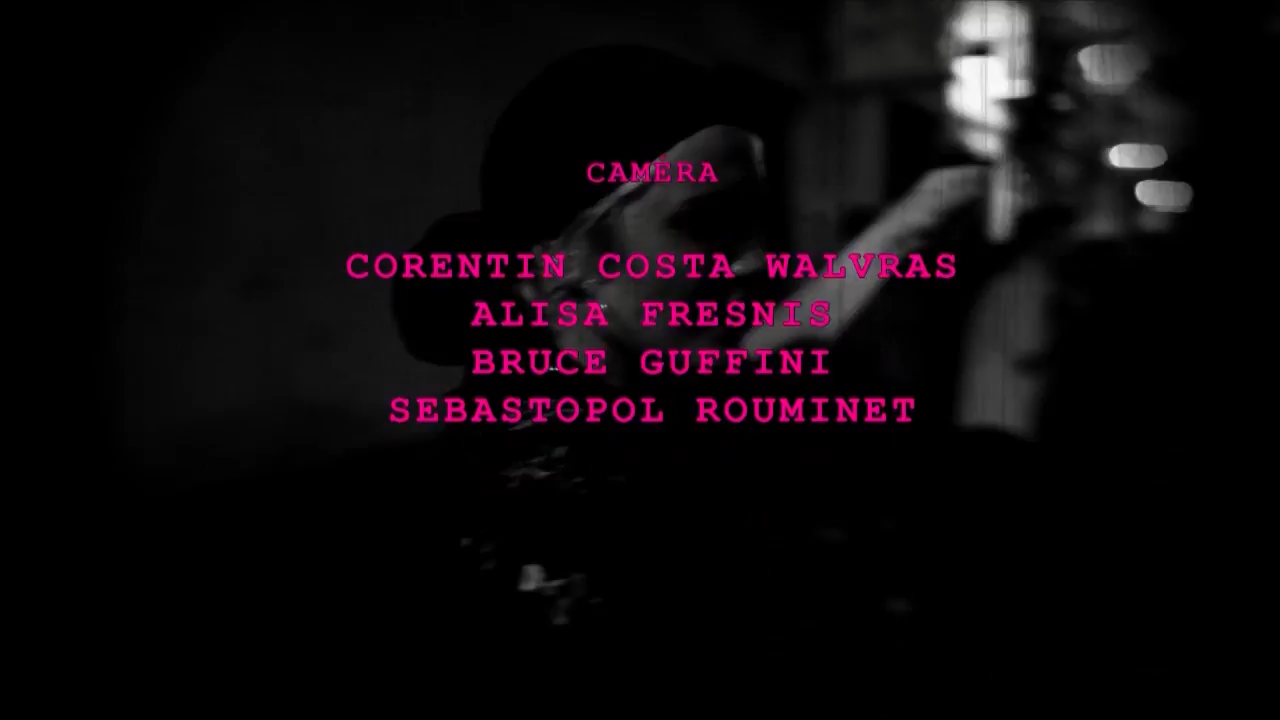 CAMÉRA
CORENTIN COSTA WALVRAS
ALISA FRESNIS
BRUCE GUFFINI
SEBASTOPOL ROUMINET